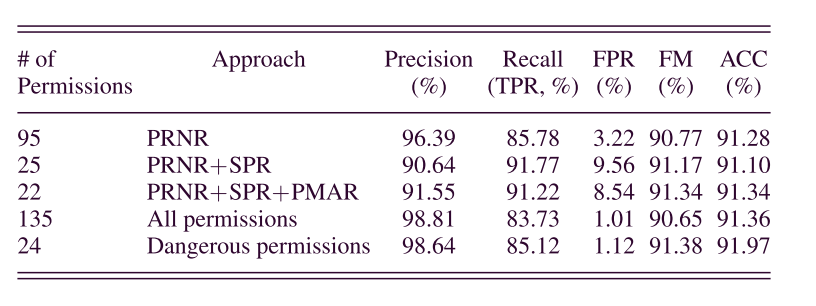 # of Approach Precision Recall FPR FM ACC
Permissions (%) (TPR, %) (%) (%) (%)
95 PRNR 96.39 85.78 3.22 90.77 91.28
25 PRNR+SPR 90.64 91.77 9.56 91.17 91.10
22 PRNR+SPR+PMAR 91.55 91.22 8.54 91.34 91.34
135 All permissions 98.81 83.73 1.01 90.65 91.36
24 Dangerous permissions 98.64 85.12 1.12 91.38 91.97